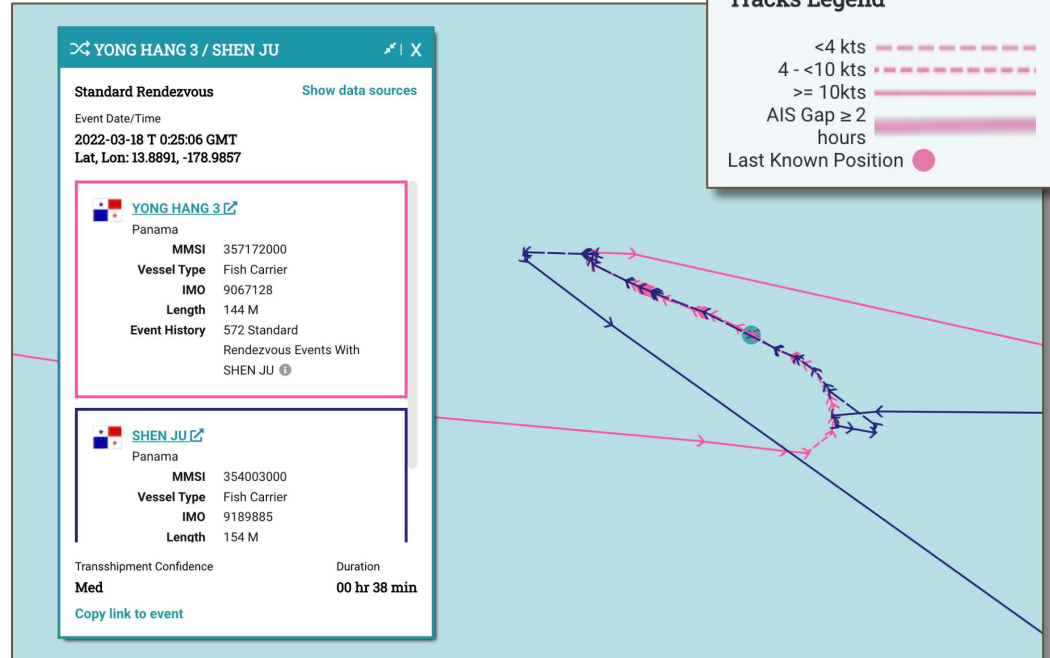 YONG HANG 3 / SHEN JU
X
Standard Rendezvous
Show data sources
Event Date/Time
2022-03-18 T 0:25:06 GMT
Lat, Lon: 13.8891, -178.9857
YONG HANG 3
Panama
MMSI 357172000
Vessel Type Fish Carrier
IMO 9067128
Length 144 M
Event History 572 Standard
Rendezvous Events With
SHEN JU
SHEN JU
Panama
MMSI 354003000
Vessel Type Fish Carrier
IMO 9189885
Length 154 M
Transshipment Confidence
Med
Duration
00 hr 38 min
Copy link to event
Tracks Legend
<4 kts
4 - <10 kts
>= 10kts
AIS Gap ≥ 2
hours
Last Known Position